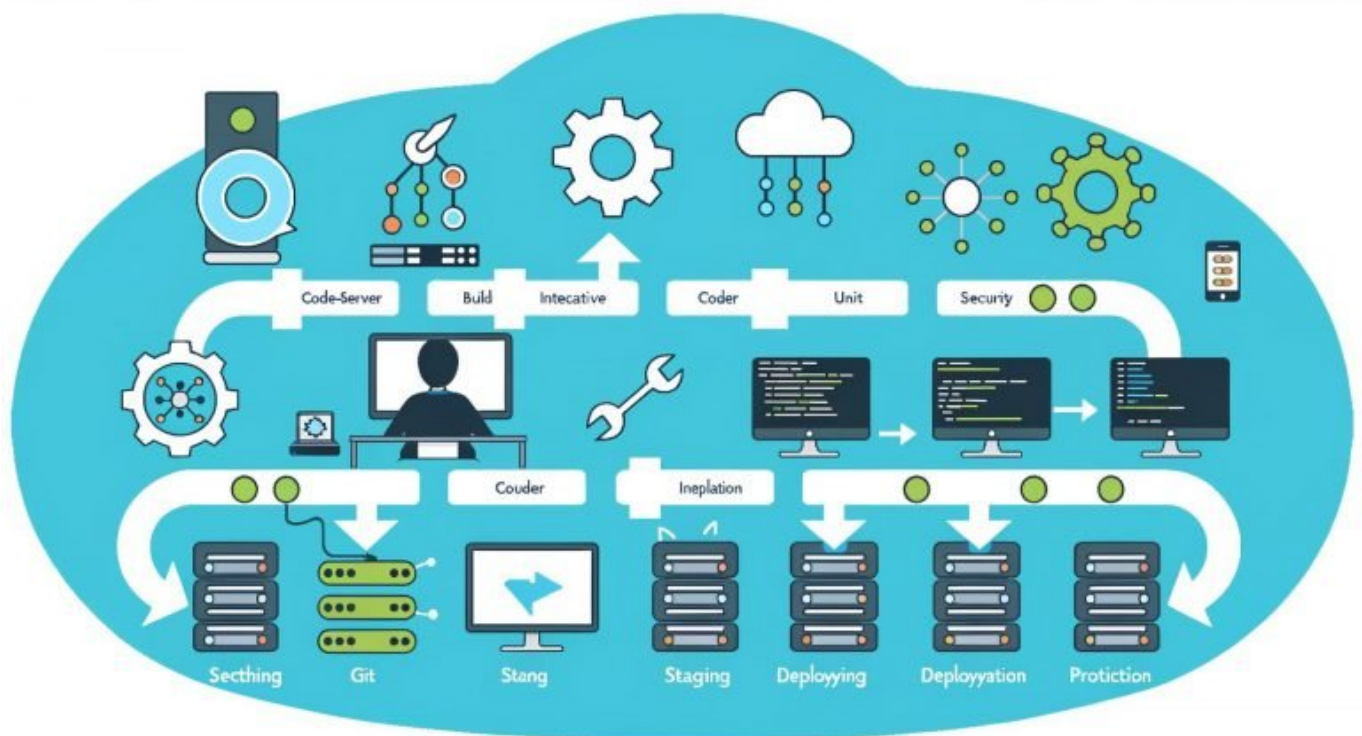 Code-Server Build Intecative Coder Unit Security
Couder Ineplation
Secthing Git Stang Staging Deployying Deployyation Protiction